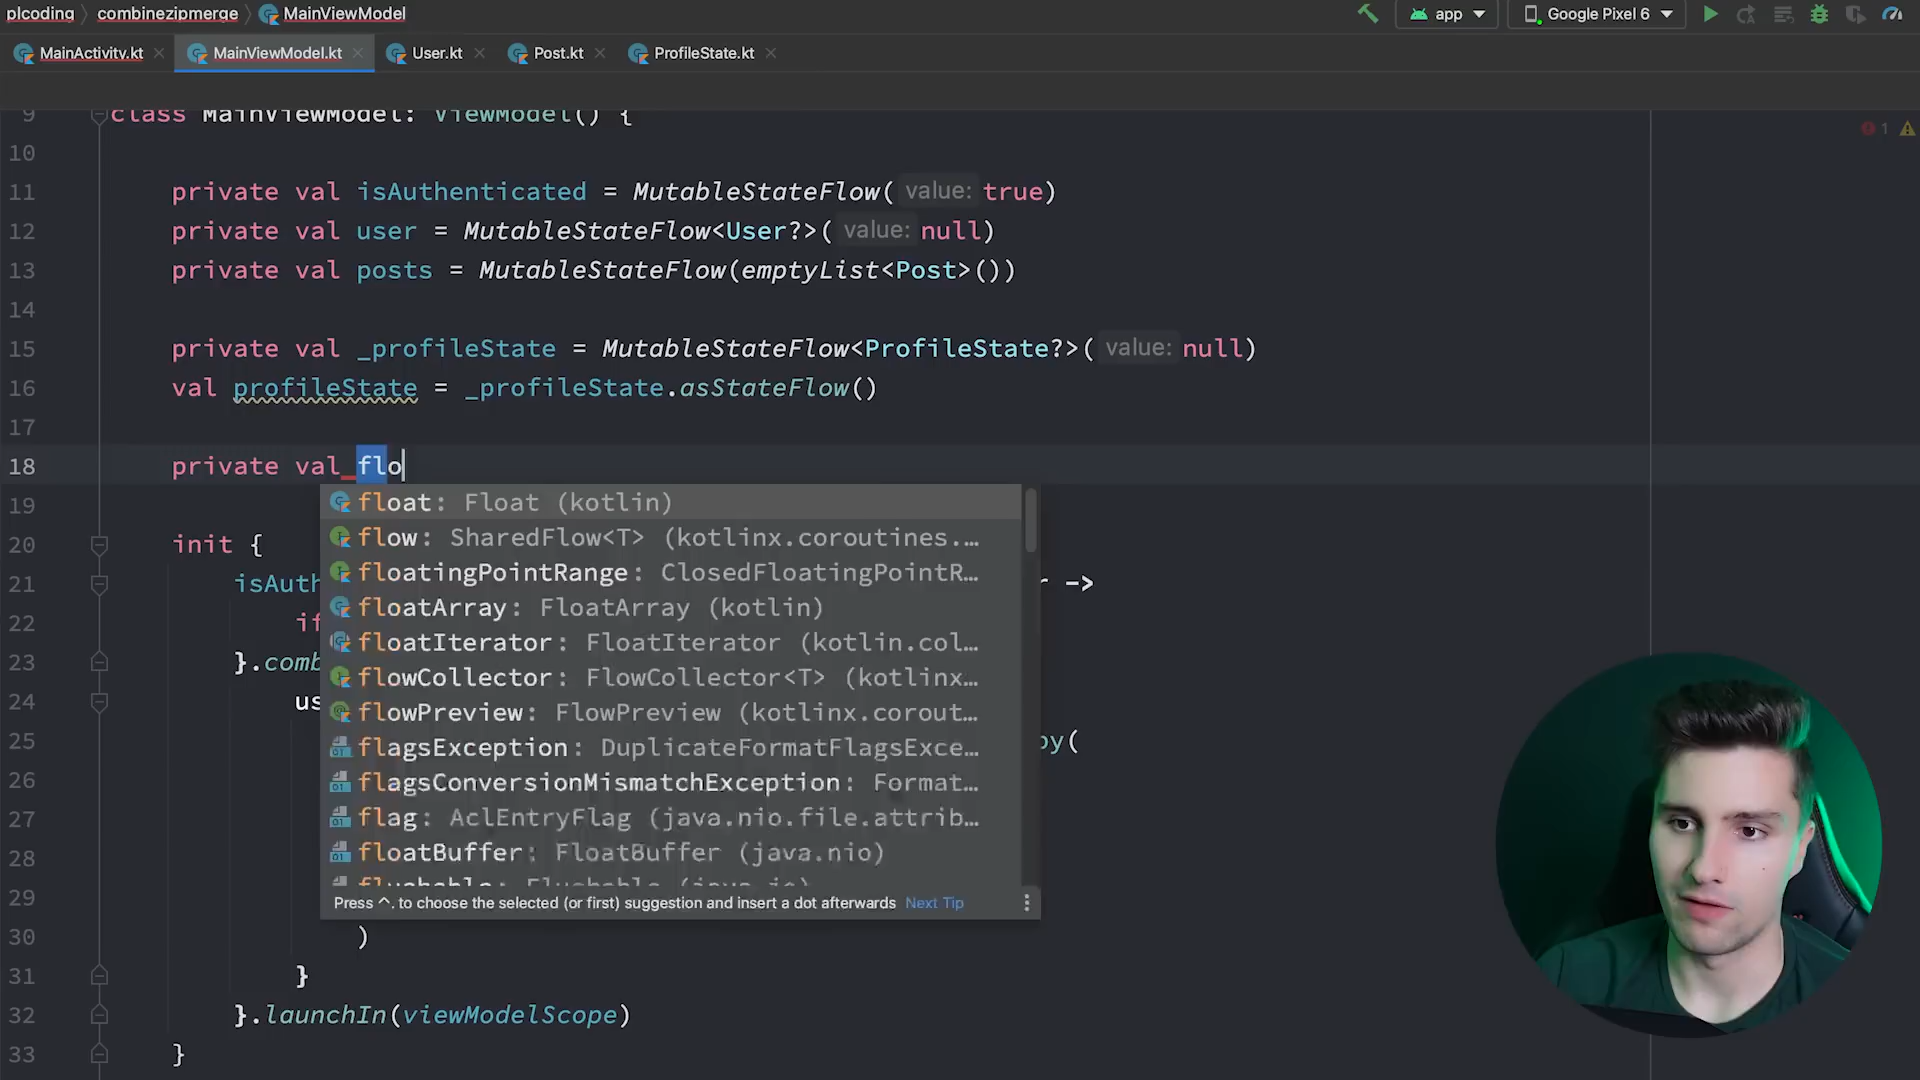 plcoding combinezipmerge MainViewModel app Google Pixel 6
MainActivity.kt MainViewModel.kt User.kt Post.kt ProfileState.kt
9 class MainViewModel: ViewModel() {
1
10
11 private val isAuthenticated = MutableStateFlow( value: true)
12 private val user = MutableStateFlow<User?>( value: null)
13 private val posts = MutableStateFlow(emptyList<Post>())
14
15 private val _profileState = MutableStateFlow<ProfileState?>( value: null)
16 val profileState = _profileState.asStateFlow()
17
18 private val flo
float: Float (kotlin)
19
flow: SharedFlow<T> (kotlinx.coroutines.…
20 init {
floatingPointRange: ClosedFloatingPointR…
21 isAuth r ->
floatArray: FloatArray (kotlin)
22 if
floatIterator: FloatIterator (kotlin.col…
23 }.comb
flowCollector: FlowCollector<T> (kotlinx…
24 us
flowPreview: FlowPreview (kotlinx.corout…
25 py(
flagsException: DuplicateFormatFlagsExce…
26
flagsConversionMismatchException: Format…
27
flag: AclEntryFlag (java.nio.file.attrib…
28
floatBuffer: FloatBuffer (java.nio)
flushable: Flushable (java.io)
29
Press ^. to choose the selected (or first) suggestion and insert a dot afterwards Next Tip
30 )
31 }
32 }.launchIn(viewModelScope)
33 }